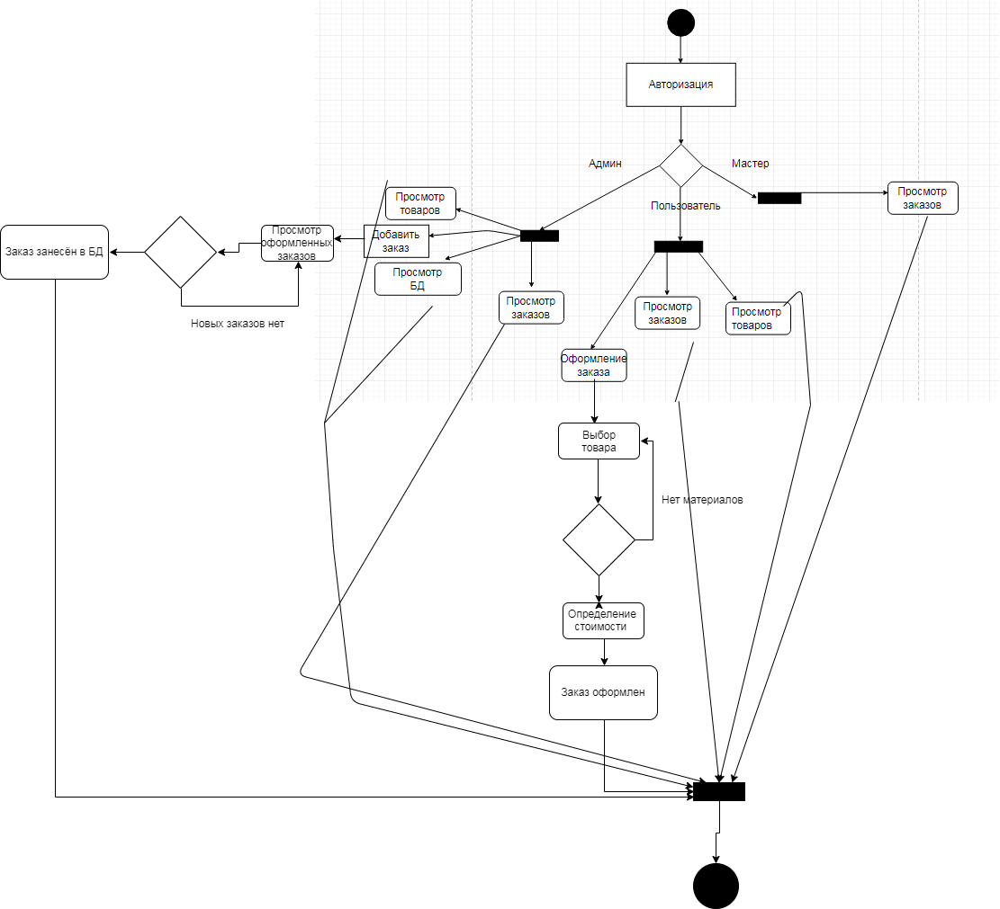 Авторизация
Админ
Мастер
Пользователь
Просмотр
товаров
Просмотр
заказов
Добавить
заказ
Просмотр
оформленных
заказов
Заказ занесён в БД
Просмотр
БД
Новых заказов нет
Просмотр
заказов
Просмотр
заказов
Просмотр
товаров
Оформление
заказа
Выбор
товара
Нет материалов
Определение
стоимости
Заказ оформлен